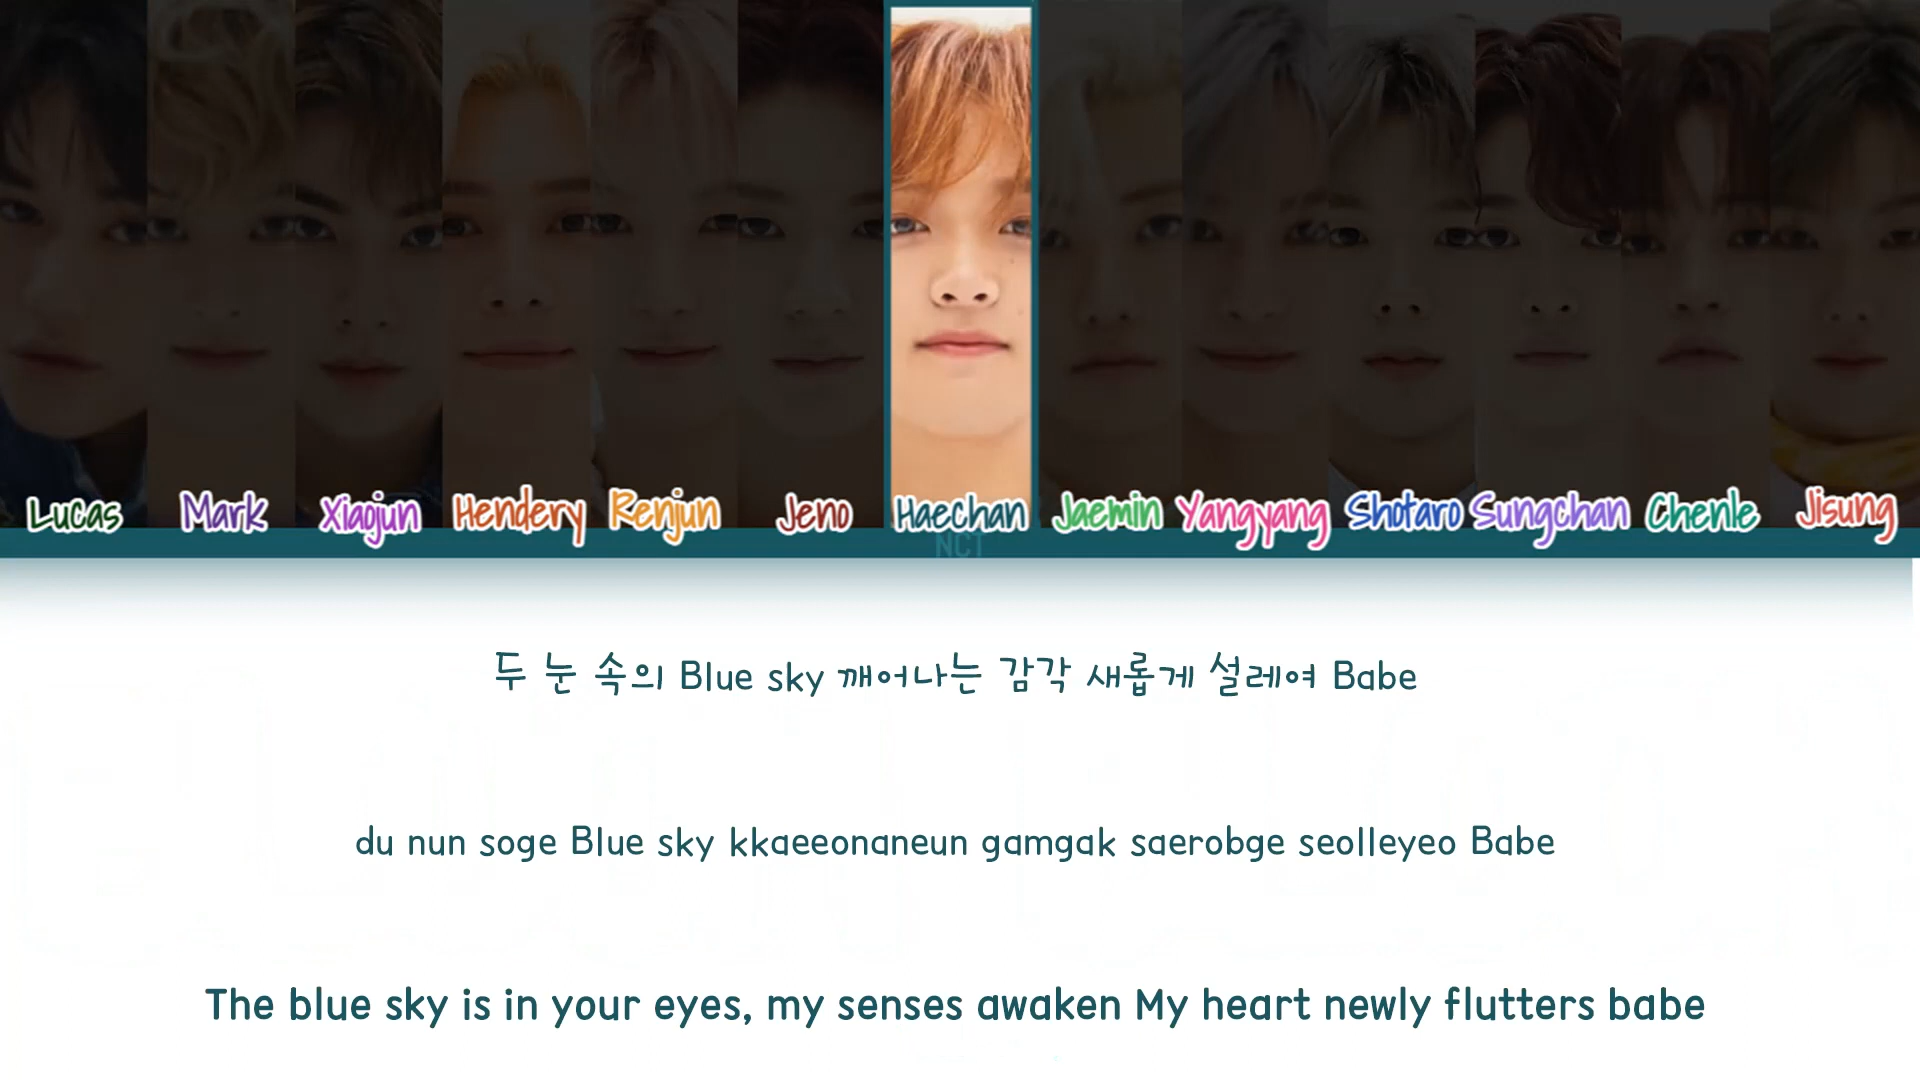 Lucas Mark Xiaojun Hendery Renjun Jeno Haechan Jaemin Yangyang Shotaro Sungchan Chenle Jisung
NCT
두 눈 속의 Blue sky 깨어나는 감각 새롭게 설레여 Babe
du nun soge Blue sky kkaeeonaneun gamgak saerobge seolleyeo Babe
The blue sky is in your eyes, my senses awaken My heart newly flutters babe